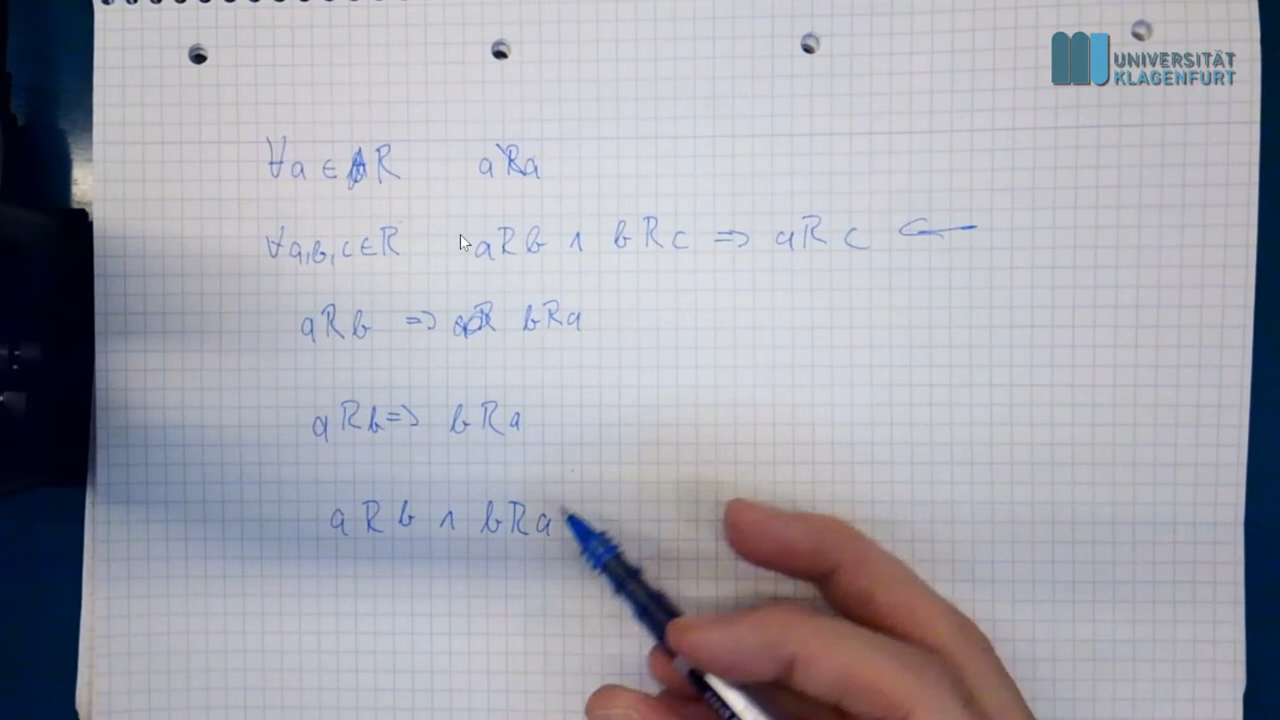 UNIVERSITÄT
KLAGENFURT
∀a ∈ R aRa
∀a,b,c ∈ R aRb ∧ bRc ⇒ aRc
aRb ⇒ bRa
aRb ⇒ bRa
aRb ∧ bRa